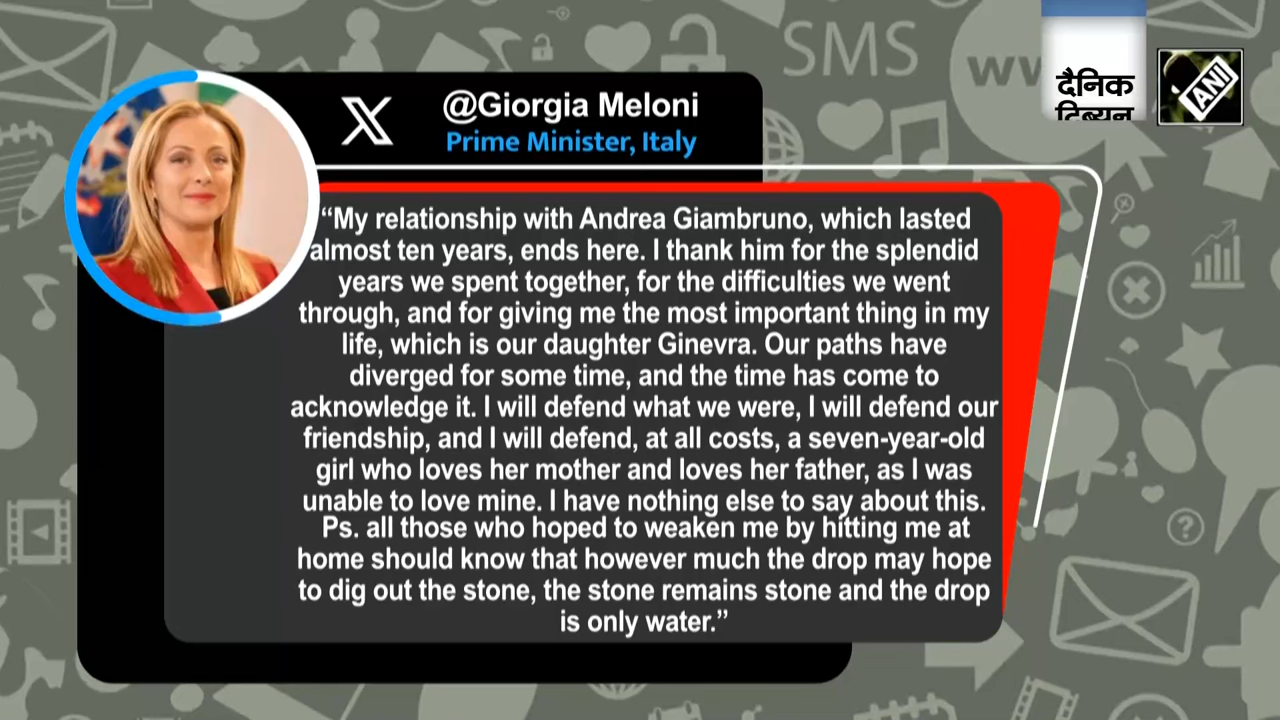 SMS
ww
दैनिक
ANI
@Giorgia Meloni
Prime Minister, Italy
“My relationship with Andrea Giambruno, which lasted
almost ten years, ends here. I thank him for the splendid
years we spent together, for the difficulties we went
through, and for giving me the most important thing in my
life, which is our daughter Ginevra. Our paths have
diverged for some time, and the time has come to
acknowledge it. I will defend what we were, I will defend our
friendship, and I will defend, at all costs, a seven-year-old
girl who loves her mother and loves her father, as I was
unable to love mine. I have nothing else to say about this.
Ps. all those who hoped to weaken me by hitting me at
home should know that however much the drop may hope
to dig out the stone, the stone remains stone and the drop
is only water.”